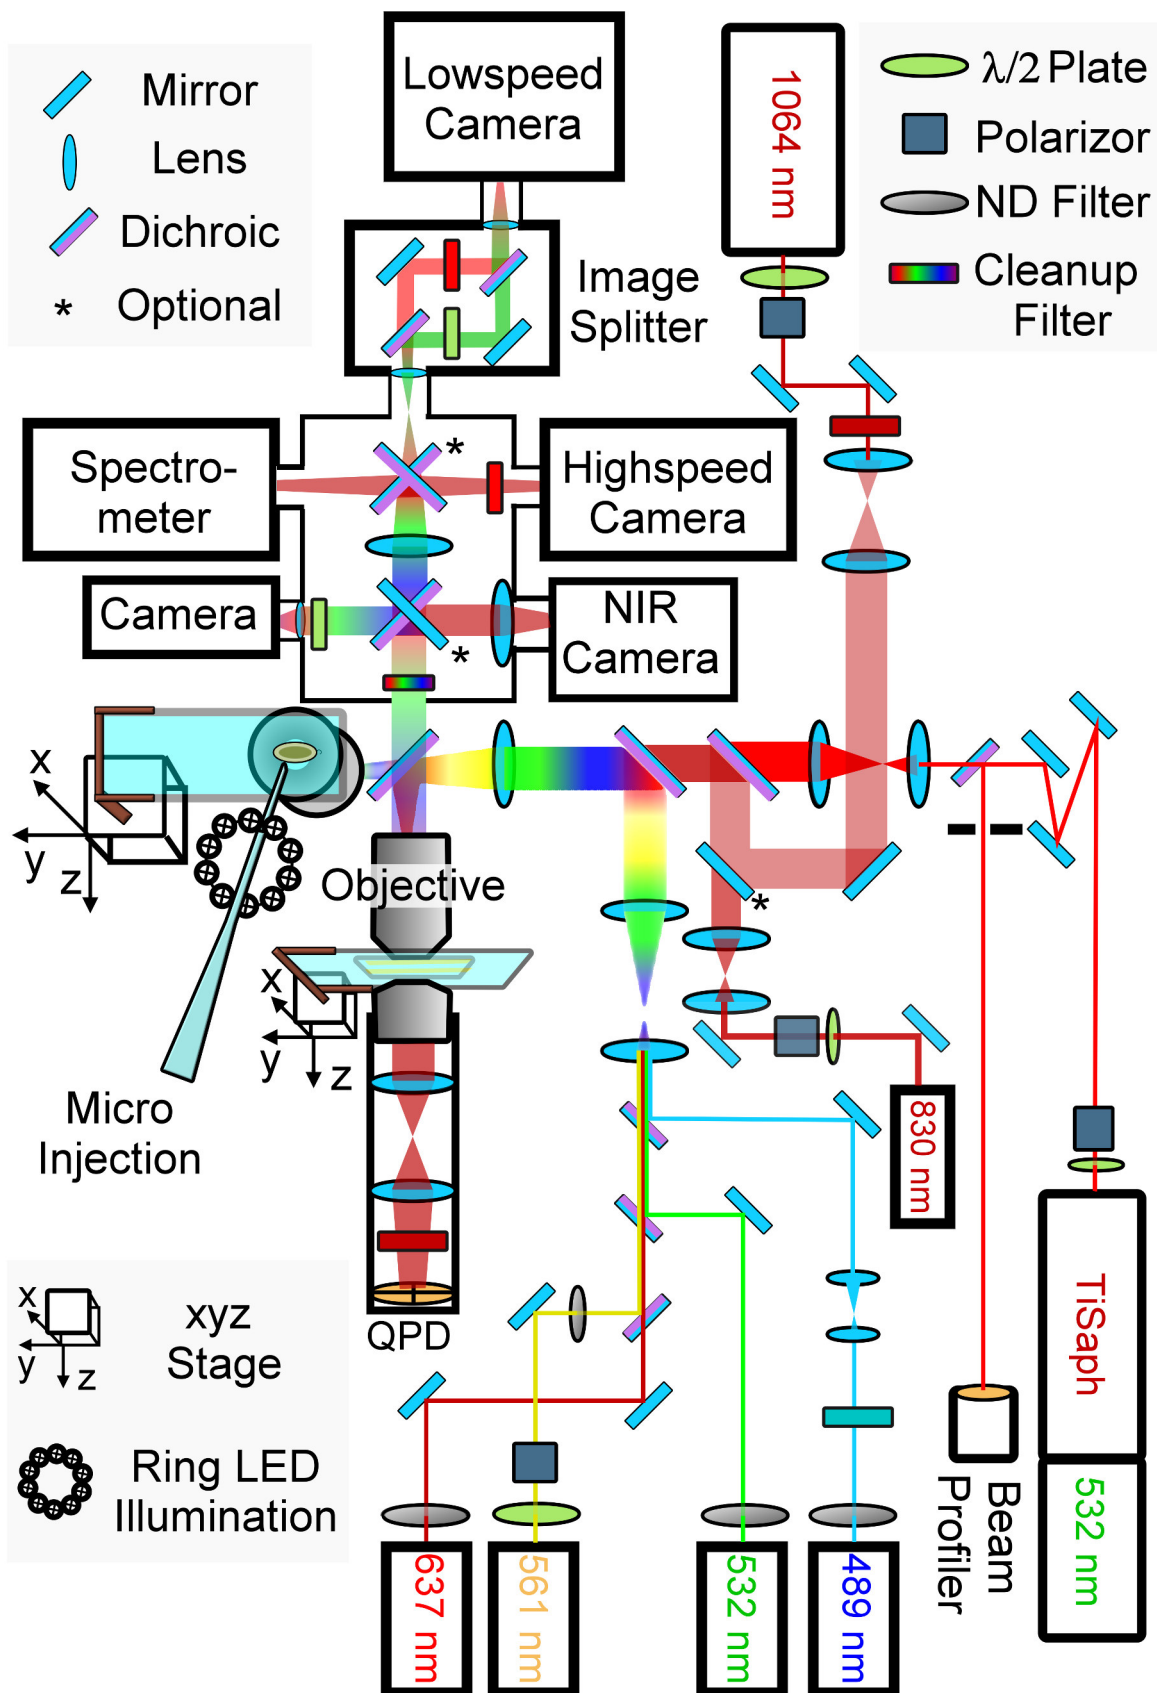 Mirror
Lens
Dichroic
* Optional
Lowspeed
Camera
1064 nm
λ/2 Plate
Polarizor
ND Filter
Cleanup
Filter
Image
Splitter
*
Spectro-
meter
Highspeed
Camera
Camera
NIR
Camera
*
x
y
z
Objective
*
x
y
z
Micro
Injection
830 nm
QPD
TiSaph
532 nm
Beam
Profiler
x
y
z
xyz
Stage
Ring LED
Illumination
637 nm
561 nm
532 nm
489 nm